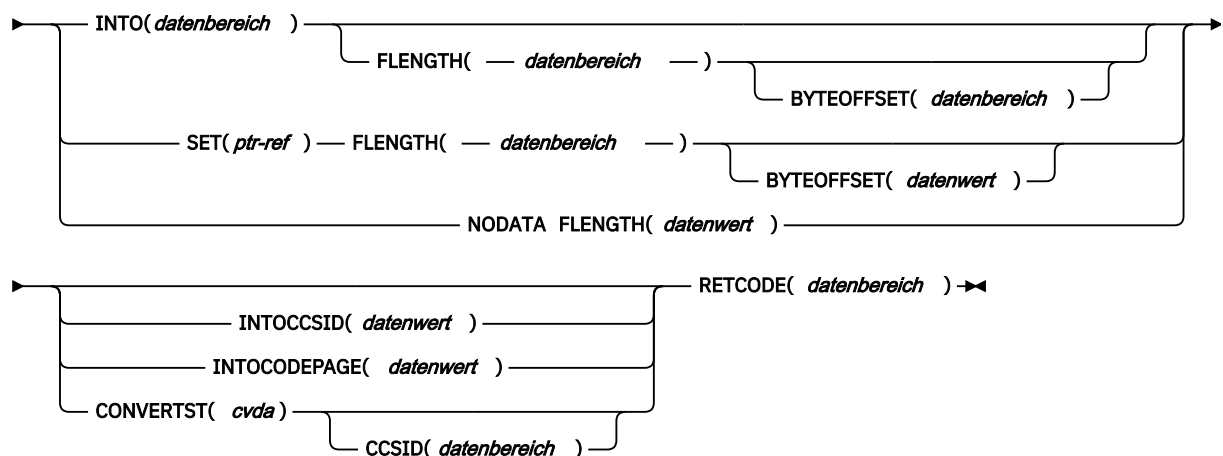 INTO( datenbereich )
FLENGTH( datenbereich )
BYTEOFFSET( datenbereich )
SET( ptr-ref ) FLENGTH( datenbereich )
BYTEOFFSET( datenwert )
NODATA FLENGTH( datenwert )
RETCODE( datenbereich )
INTOCCSID( datenwert )
INTOCODEPAGE( datenwert )
CONVERTST( cvda )
CCSID( datenbereich )